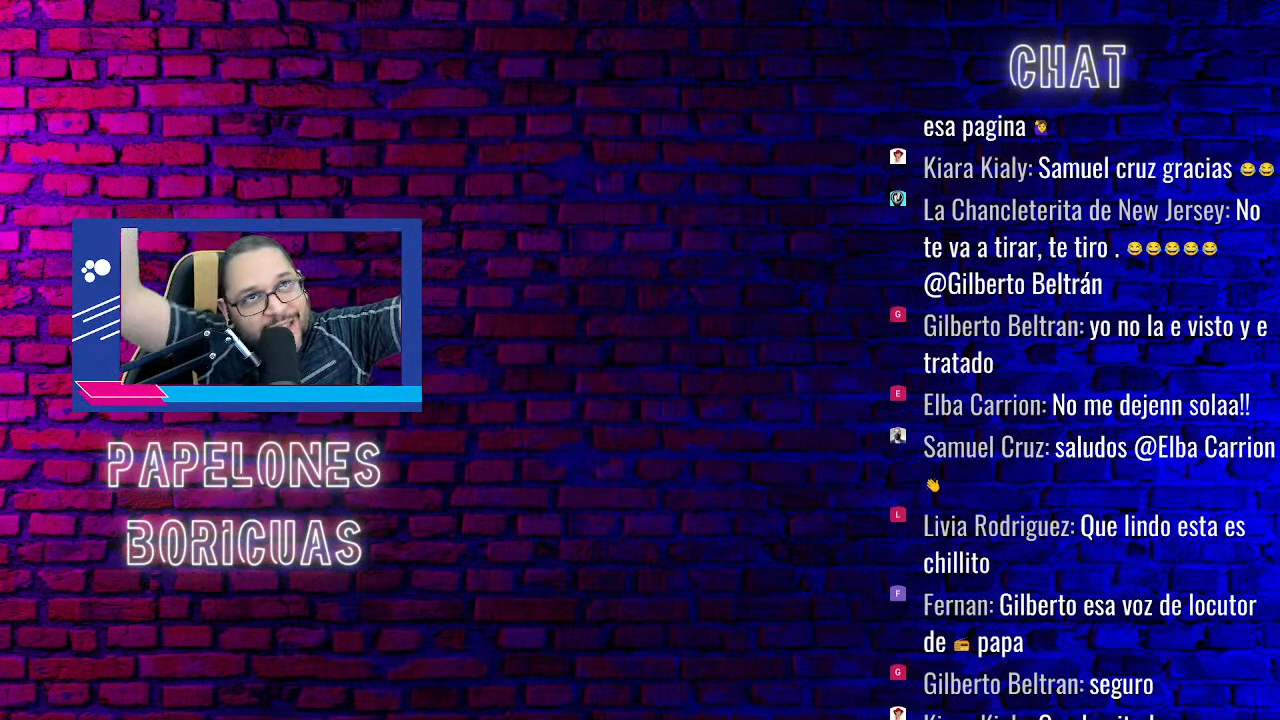 CHAT
esa pagina 🙋
Kiara Kialy: Samuel cruz gracias 😂😂
La Chancleterita de New Jersey: No
te va a tirar, te tiro . 😂😂😂😂😂
@Gilberto Beltrán
G
Gilberto Beltran: yo no la e visto y e
tratado
E
Elba Carrion: No me dejenn solaa!!
Samuel Cruz: saludos @Elba Carrion
👋
L
Livia Rodriguez: Que lindo esta es
chillito
F
Fernan: Gilberto esa voz de locutor
de 📻 papa
G
Gilberto Beltran: seguro
PAPELONES
BORICUAS